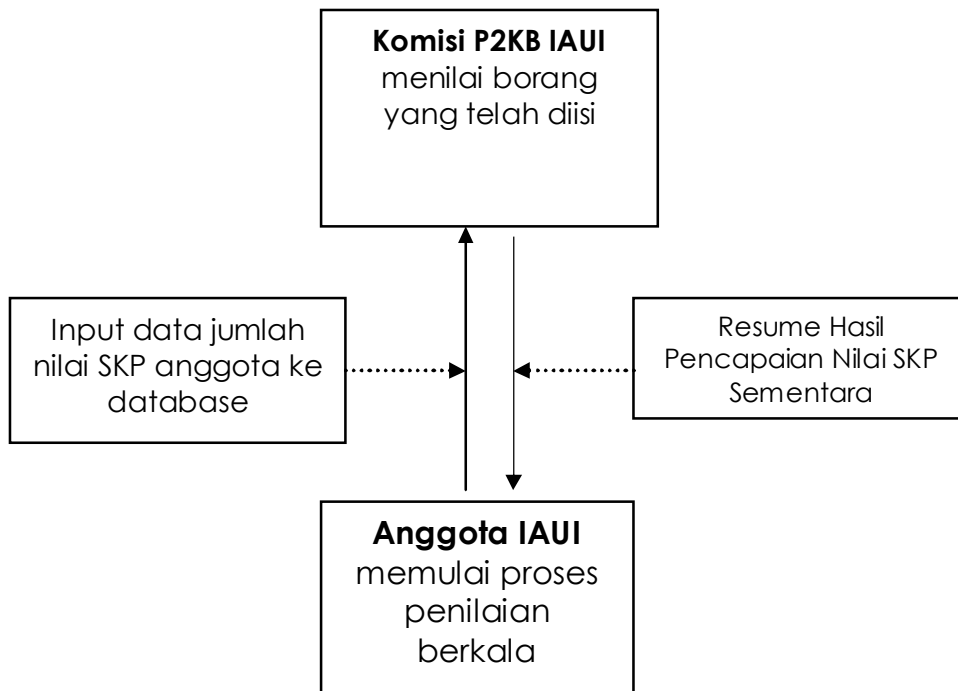 Komisi P2KB IAUI
menilai borang
yang telah diisi
Input data jumlah
nilai SKP anggota ke
database
Resume Hasil
Pencapaian Nilai SKP
Sementara
Anggota IAUI
memulai proses
penilaian
berkala